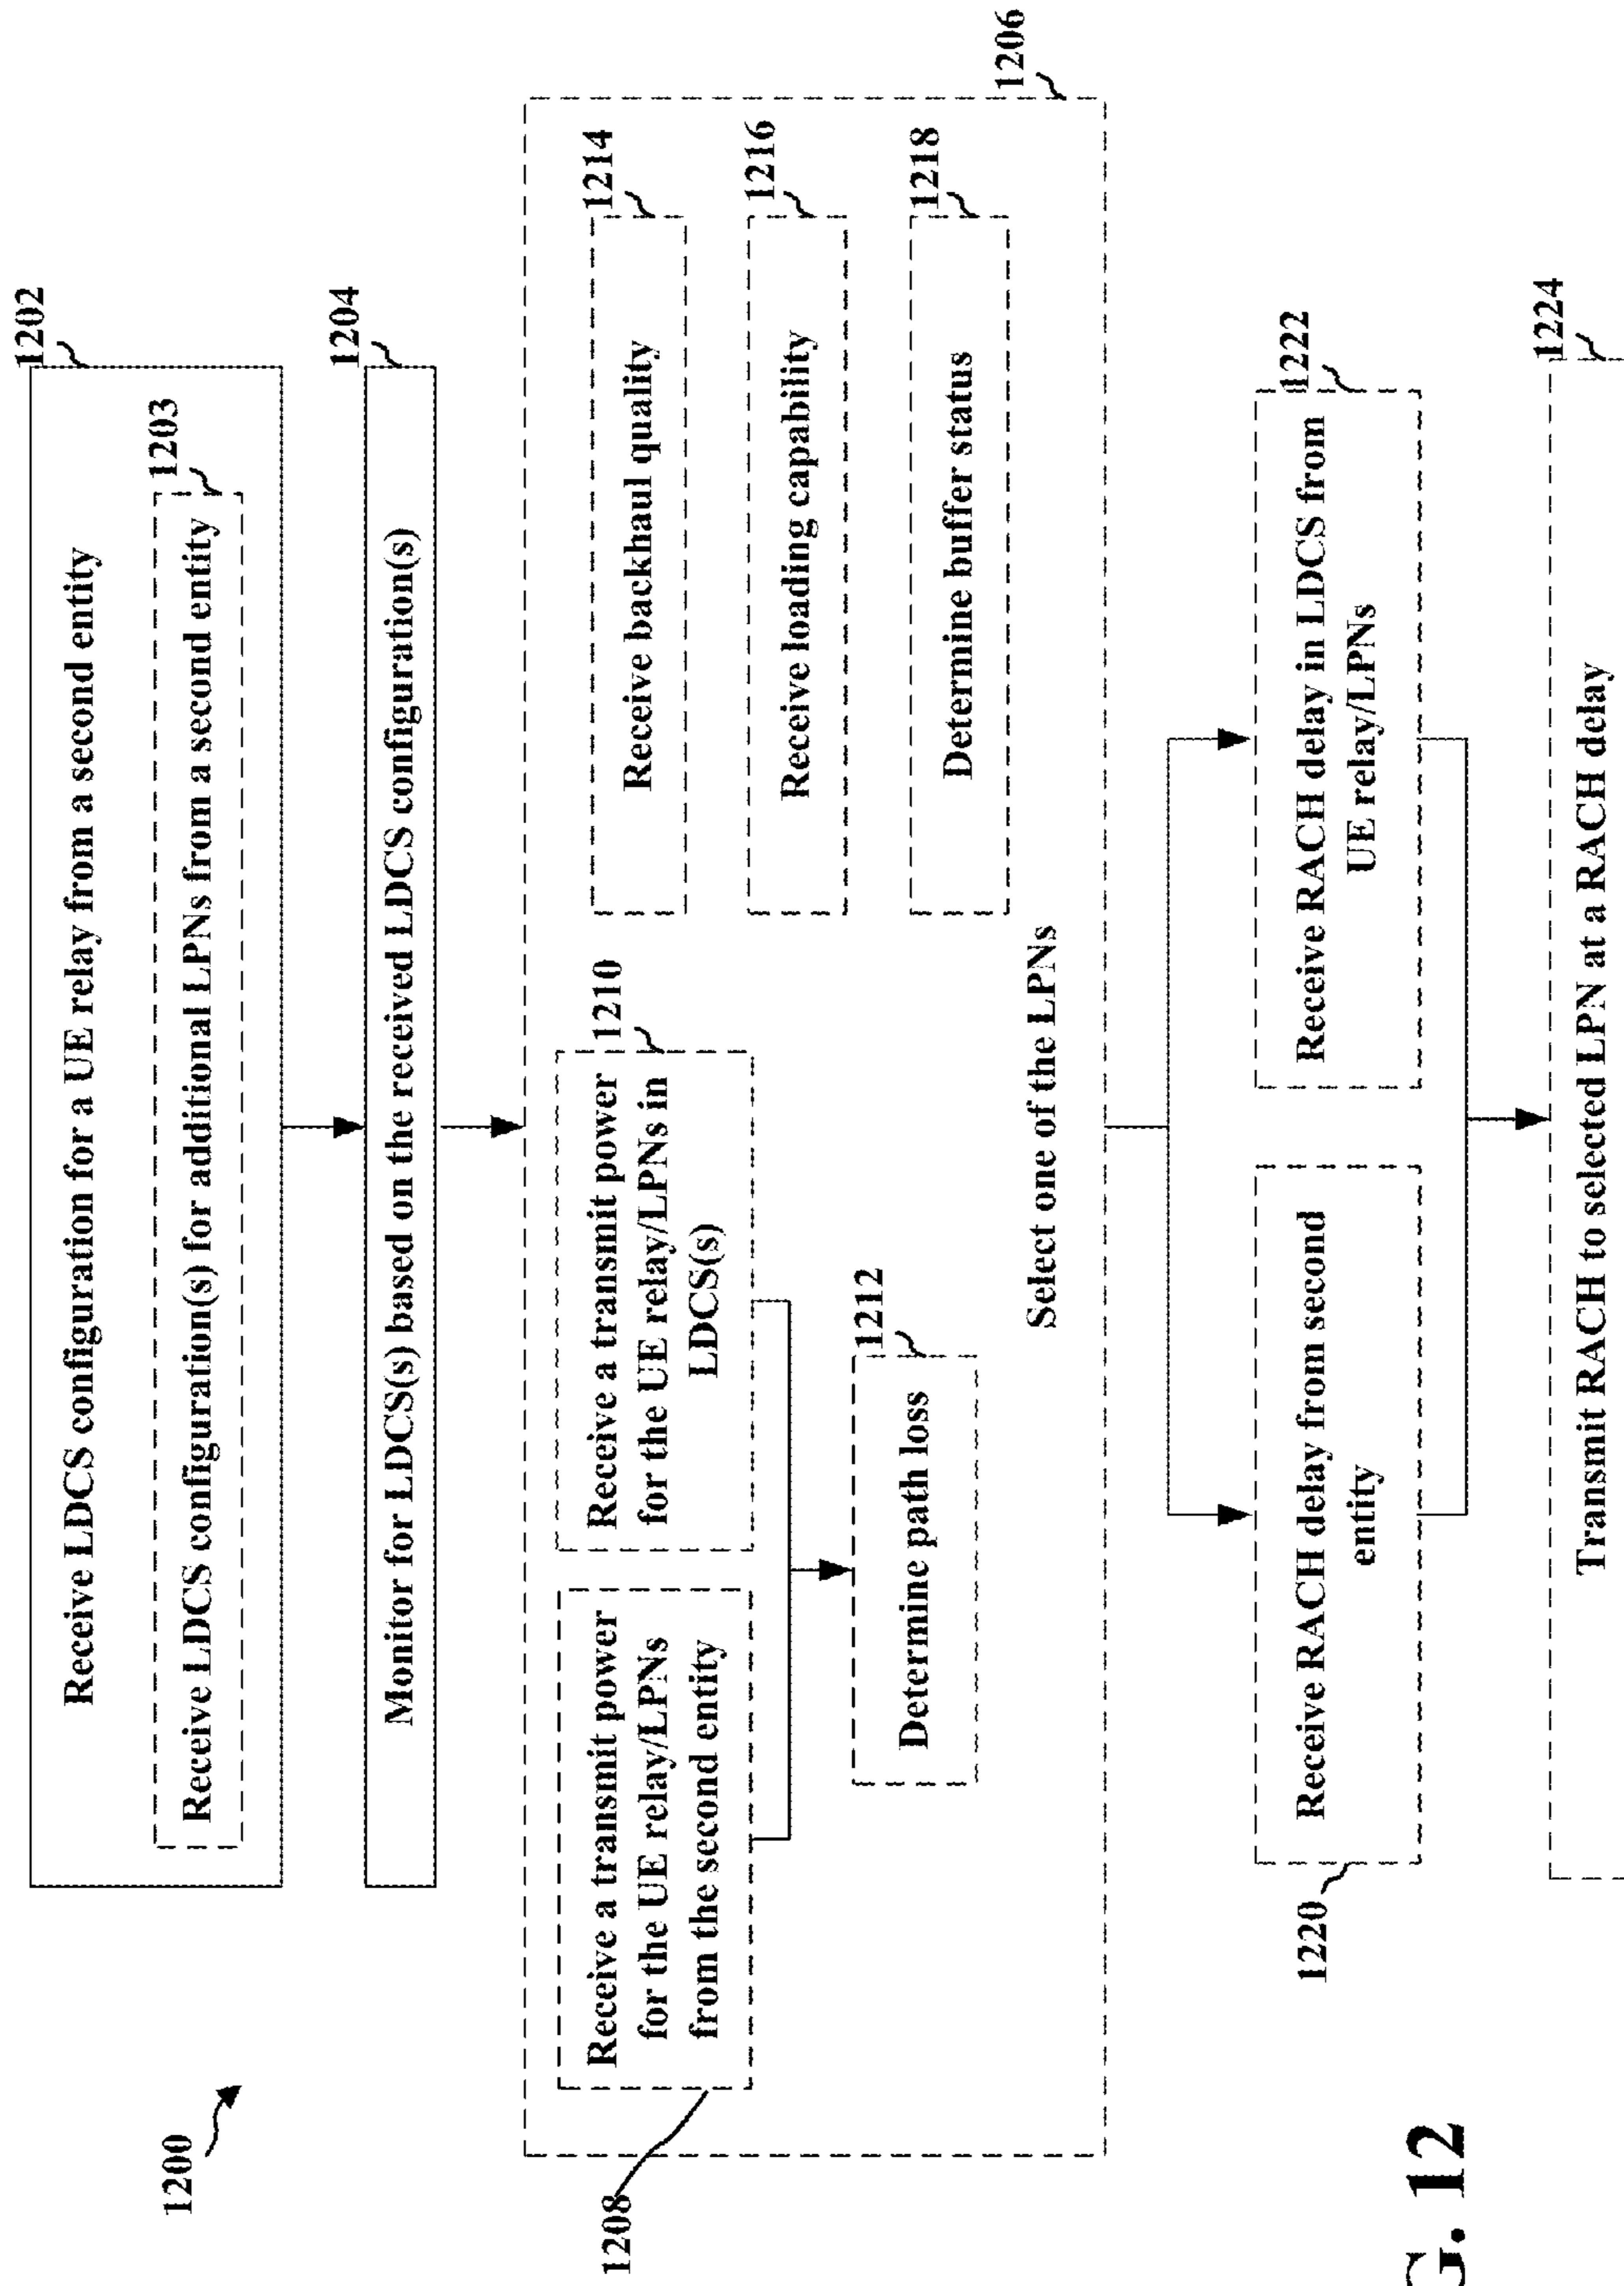 1200
1202
Receive LDCS configuration for a UE relay from a second entity
1203
Receive LDCS configuration(s) for additional LPNs from a second entity
1204
Monitor for LDCS(s) based on the received LDCS configuration(s)
1206
1208
Receive a transmit power
for the UE relay/LPNs
from the second entity
1210
Receive a transmit power
for the UE relay/LPNs in
LDCS(s)
1212
Determine path loss
1214
Receive backhaul quality
1216
Receive loading capability
1218
Determine buffer status
Select one of the LPNs
1220
Receive RACH delay from second
entity
1222
Receive RACH delay in LDCS from
UE relay/LPNs
1224
Transmit RACH to selected LPN at a RACH delay
G. 12